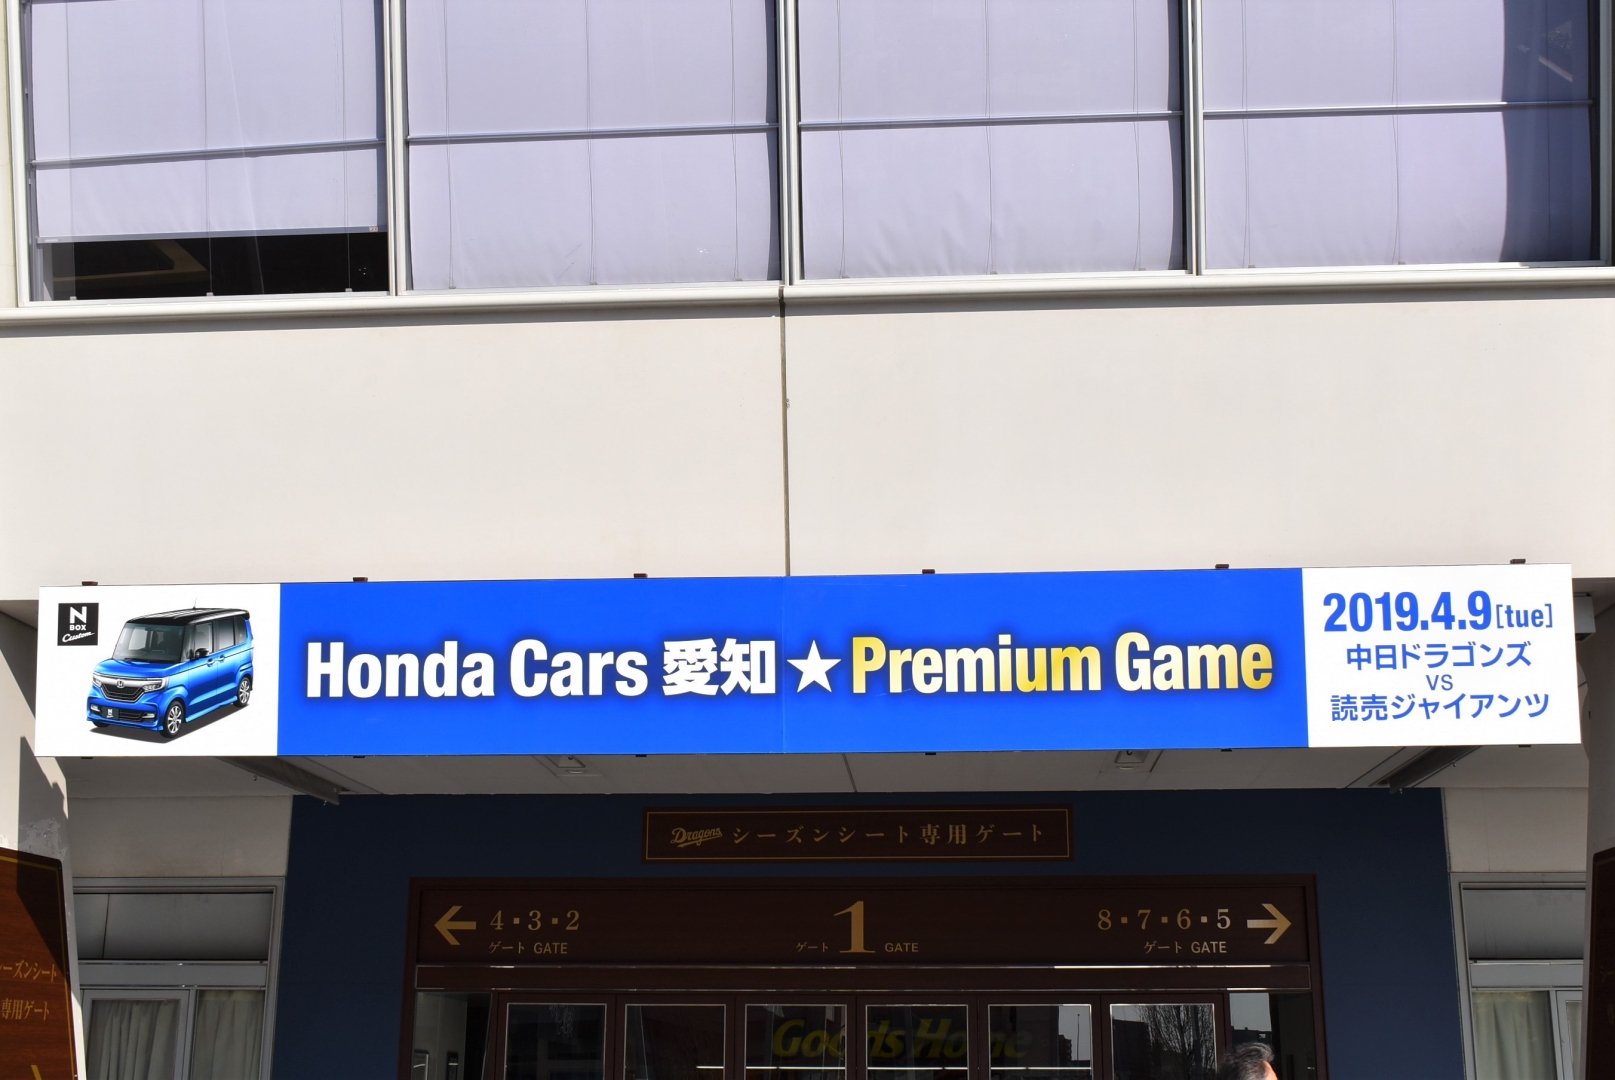 N
BOX
Custom
Honda Cars 愛知★Premium Game
2019.4.9[tue]
中日ドラゴンズ
VS
読売ジャイアンツ
Dragons シーズンシート専用ゲート
← 4・3・2
ゲート GATE
ゲート 1 GATE
8・7・6・5 →
ゲート GATE
ーズンシート
専用ゲート
Goods Home